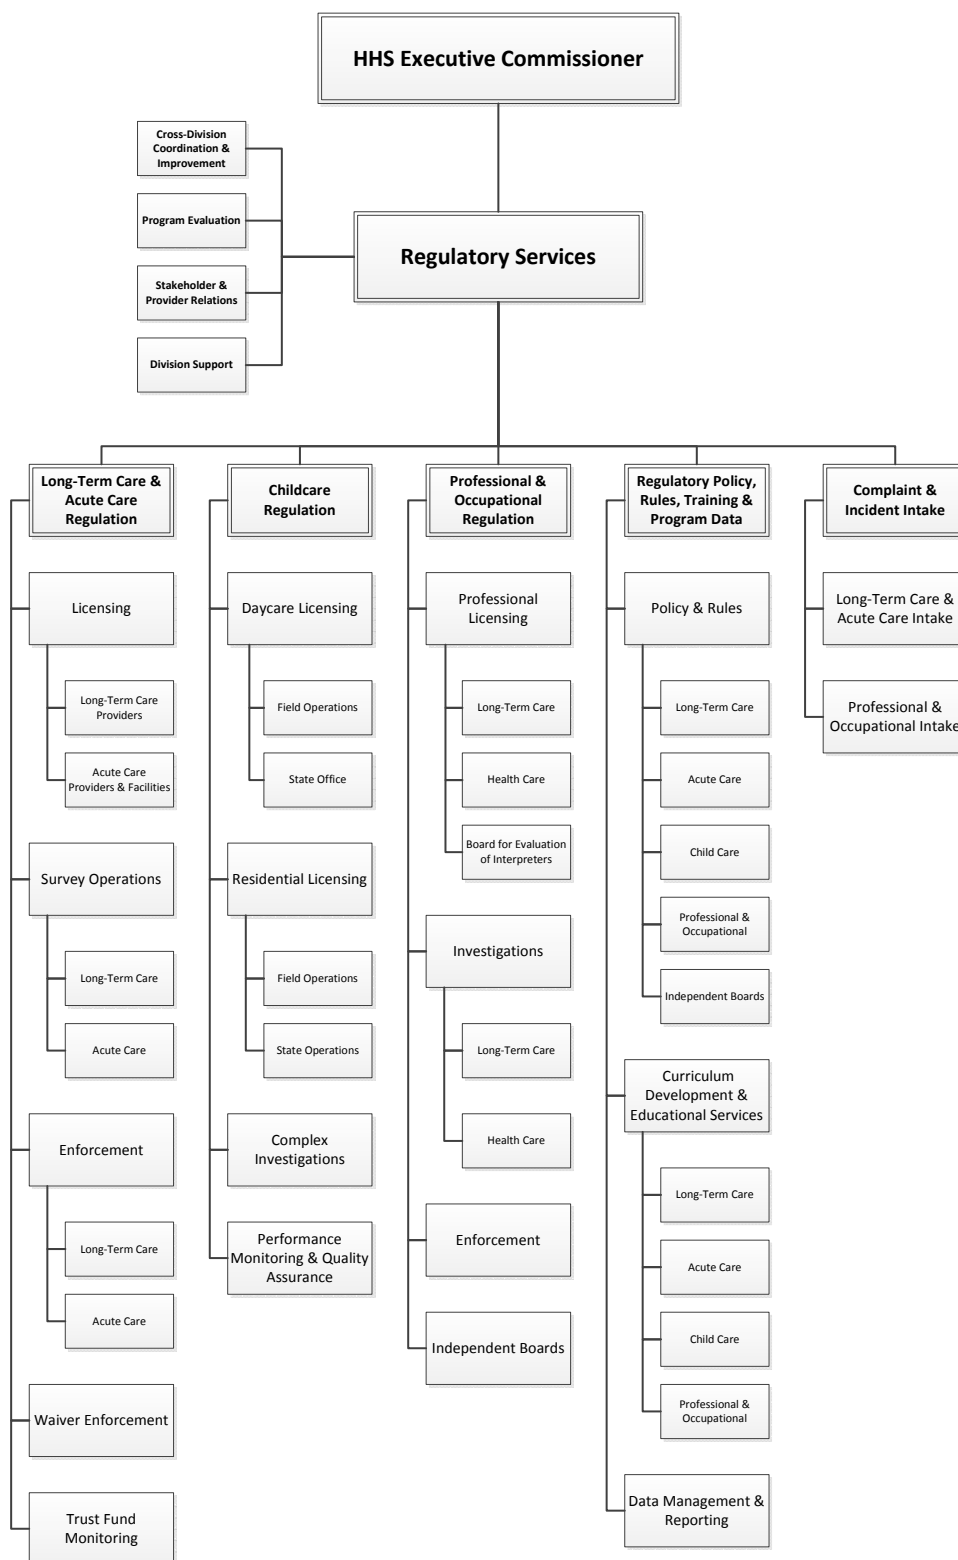 HHS Executive Commissioner
Cross-Division
Coordination &
Improvement
Program Evaluation
Stakeholder &
Provider Relations
Division Support
Regulatory Services
Long-Term Care &
Acute Care
Regulation
Licensing
Long-Term Care
Providers
Acute Care
Providers & Facilities
Survey Operations
Long-Term Care
Acute Care
Enforcement
Long-Term Care
Acute Care
Waiver Enforcement
Trust Fund
Monitoring
Childcare
Regulation
Daycare Licensing
Field Operations
State Office
Residential Licensing
Field Operations
State Operations
Complex
Investigations
Performance
Monitoring & Quality
Assurance
Professional &
Occupational
Regulation
Professional
Licensing
Long-Term Care
Health Care
Board for Evaluation
of Interpreters
Investigations
Long-Term Care
Health Care
Enforcement
Independent Boards
Regulatory Policy,
Rules, Training &
Program Data
Policy & Rules
Long-Term Care
Acute Care
Child Care
Professional &
Occupational
Independent Boards
Curriculum
Development &
Educational Services
Long-Term Care
Acute Care
Child Care
Professional &
Occupational
Data Management &
Reporting
Complaint &
Incident Intake
Long-Term Care &
Acute Care Intake
Professional &
Occupational Intake